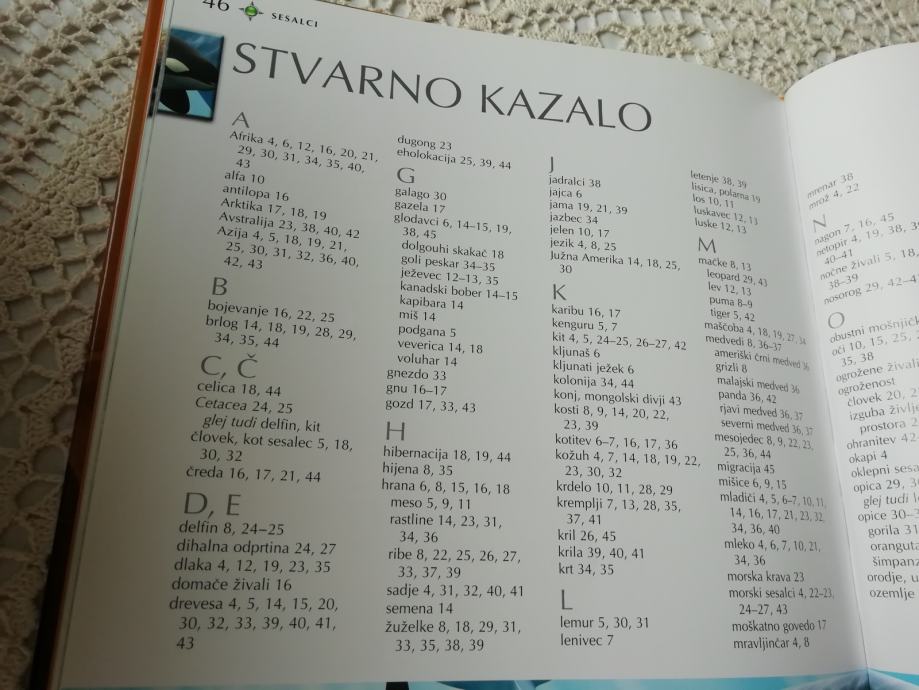 46 SESALCI
STVARNO KAZALO
A
Afrika 4, 6, 12, 16, 20, 21,
29, 30, 31, 34, 35, 40,
43
alfa 10
antilopa 16
Arktika 17, 18, 19
Avstralija 23, 38, 40, 42
Azija 4, 5, 18, 19, 21,
25, 30, 31, 32, 36, 40,
42, 43
B
bojevanje 16, 22, 25
brlog 14, 18, 19, 28, 29,
34, 35, 44
C, Č
celica 18, 44
Cetacea 24, 25
glej tudi delfin, kit
človek, kot sesalec 5, 18,
30, 32
čreda 16, 17, 21, 44
D, E
delfin 8, 24–25
dihalna odprtina 24, 27
dlaka 4, 12, 19, 23, 35
domače živali 16
drevesa 4, 5, 14, 15, 20,
30, 32, 33, 39, 40, 41,
43
dugong 23
eholokacija 25, 39, 44
G
galago 30
gazela 17
glodavci 6, 14–15, 19,
38, 45
dolgouhi skakač 18
goli peskar 34–35
ježevec 12–13, 35
kanadski bober 14–15
kapibara 14
miš 14
podgana 5
veverica 14, 18
voluhar 14
gnezdo 33
gnu 16–17
gozd 17, 33, 43
H
hibernacija 18, 19, 44
hijena 8, 35
hrana 6, 8, 15, 16, 18
meso 5, 9, 11
rastline 14, 23, 31,
34, 36
ribe 8, 22, 25, 26, 27,
33, 37, 39
sadje 4, 31, 32, 40, 41
semena 14
žuželke 8, 18, 29, 31,
33, 35, 38, 39
J
jadralci 38
jajca 6
jama 19, 21, 39
jazbec 34
jelen 10, 17
jezik 4, 8, 25
Južna Amerika 14, 18, 25,
30
K
karibu 16, 17
kenguru 5, 7
kit 4, 5, 24–25, 26–27, 42
kljunaš 6
kljunati ježek 6
kolonija 34, 44
konj, mongolski divji 43
kosti 8, 9, 14, 20, 22,
23, 39
kotitev 6–7, 16, 17, 36
kožuh 4, 7, 14, 18, 19, 22,
23, 30, 32
krdelo 10, 11, 28, 29
kremplji 7, 13, 28, 35,
37, 41
kril 26, 45
krila 39, 40, 41
krt 34, 35
L
lemur 5, 30, 31
lenivec 7
letenje 38, 39
lisica, polarna 19
los 10, 11
luskavec 12, 13
luske 12, 13
M
mačke 8, 13
leopard 29, 43
lev 12, 13
puma 8–9
tiger 5, 42
maščoba 4, 18, 19, 27, 34
medvedi 8, 36–37
ameriški črni medved 36
grizli 8
malajski medved 36
panda 36, 42
rjavi medved 36, 37
severni medved 36, 37
mesojedec 8, 9, 22, 23,
25, 36, 44
migracija 45
mišice 6, 9, 15
mladiči 4, 5, 6–7, 10, 11,
14, 16, 17, 21, 23, 32,
34, 36, 40
mleko 4, 6, 7, 10, 21,
34, 36
morska krava 23
morski sesalci 4, 22–23,
24–27, 43
moškatno govedo 17
mravljinčar 4, 8
mrenar 38
mrož 4, 22
N
nagon 7, 16, 45
netopir 4, 19, 38,
40–41
nočne živali 5, 18,
38–39
nosorog 29,
O
obustni
oči 10, 15, 25,
35, 38
ogrožene
ogroženost
človek 20,
izguba
prostora
ohranitev
okapi 4
oklepni
opica 29,
glej tudi
opice
gorila 31
orodje,
ozemlje